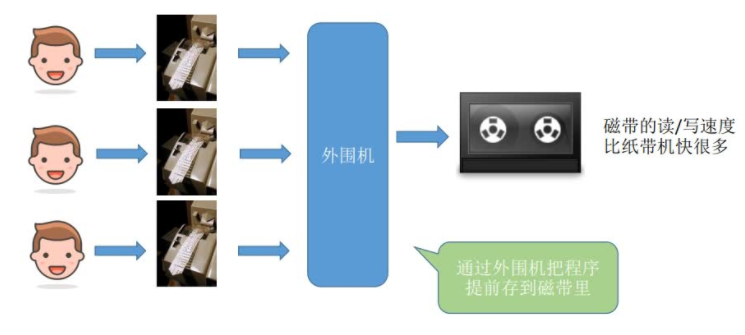 外围机
磁带的读/写速度
比纸带机快很多
通过外围机把程序
提前存到磁带里